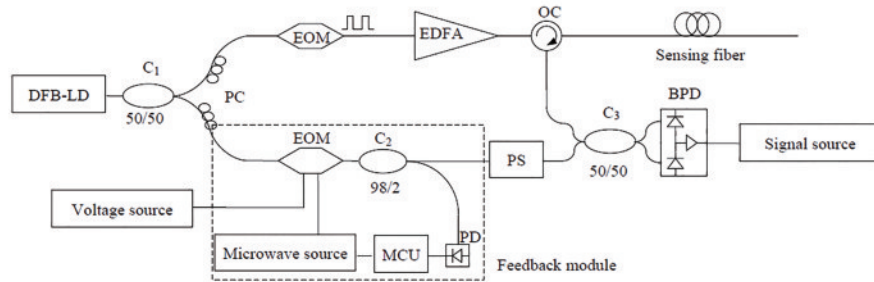 OC
EOM
EDFA
Sensing fiber
C1
DFB-LD
PC
50/50
BPD
C3
EOM
C2
PS
Signal source
50/50
98/2
Voltage source
PD
Microwave source
MCU
Feedback module